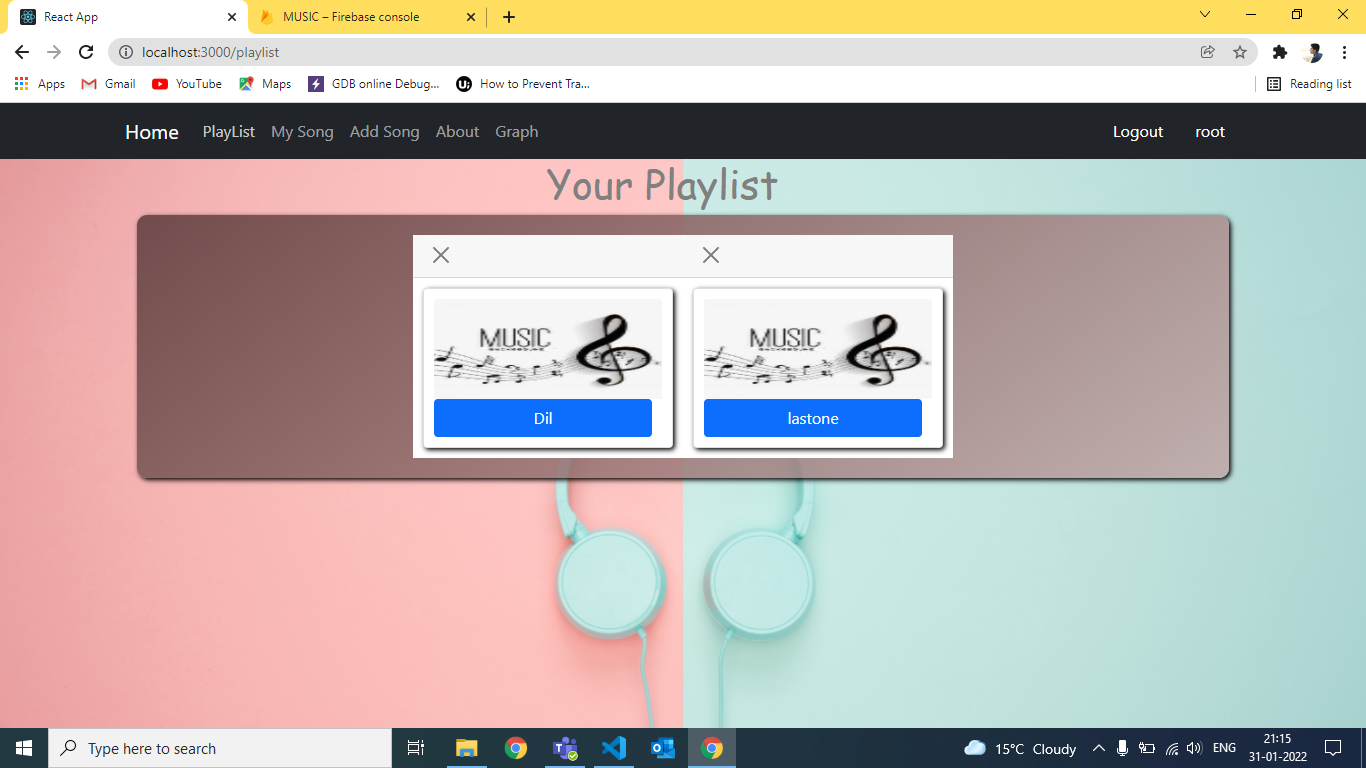 React App
MUSIC – Firebase console
localhost:3000/playlist
Apps Gmail YouTube Maps GDB online Debug... How to Prevent Tra... Reading list
Home PlayList My Song Add Song About Graph Logout root
Your Playlist
MUSIC
MUSIC
Dil
lastone
Type here to search
15°C Cloudy
ENG
21:15
31-01-2022